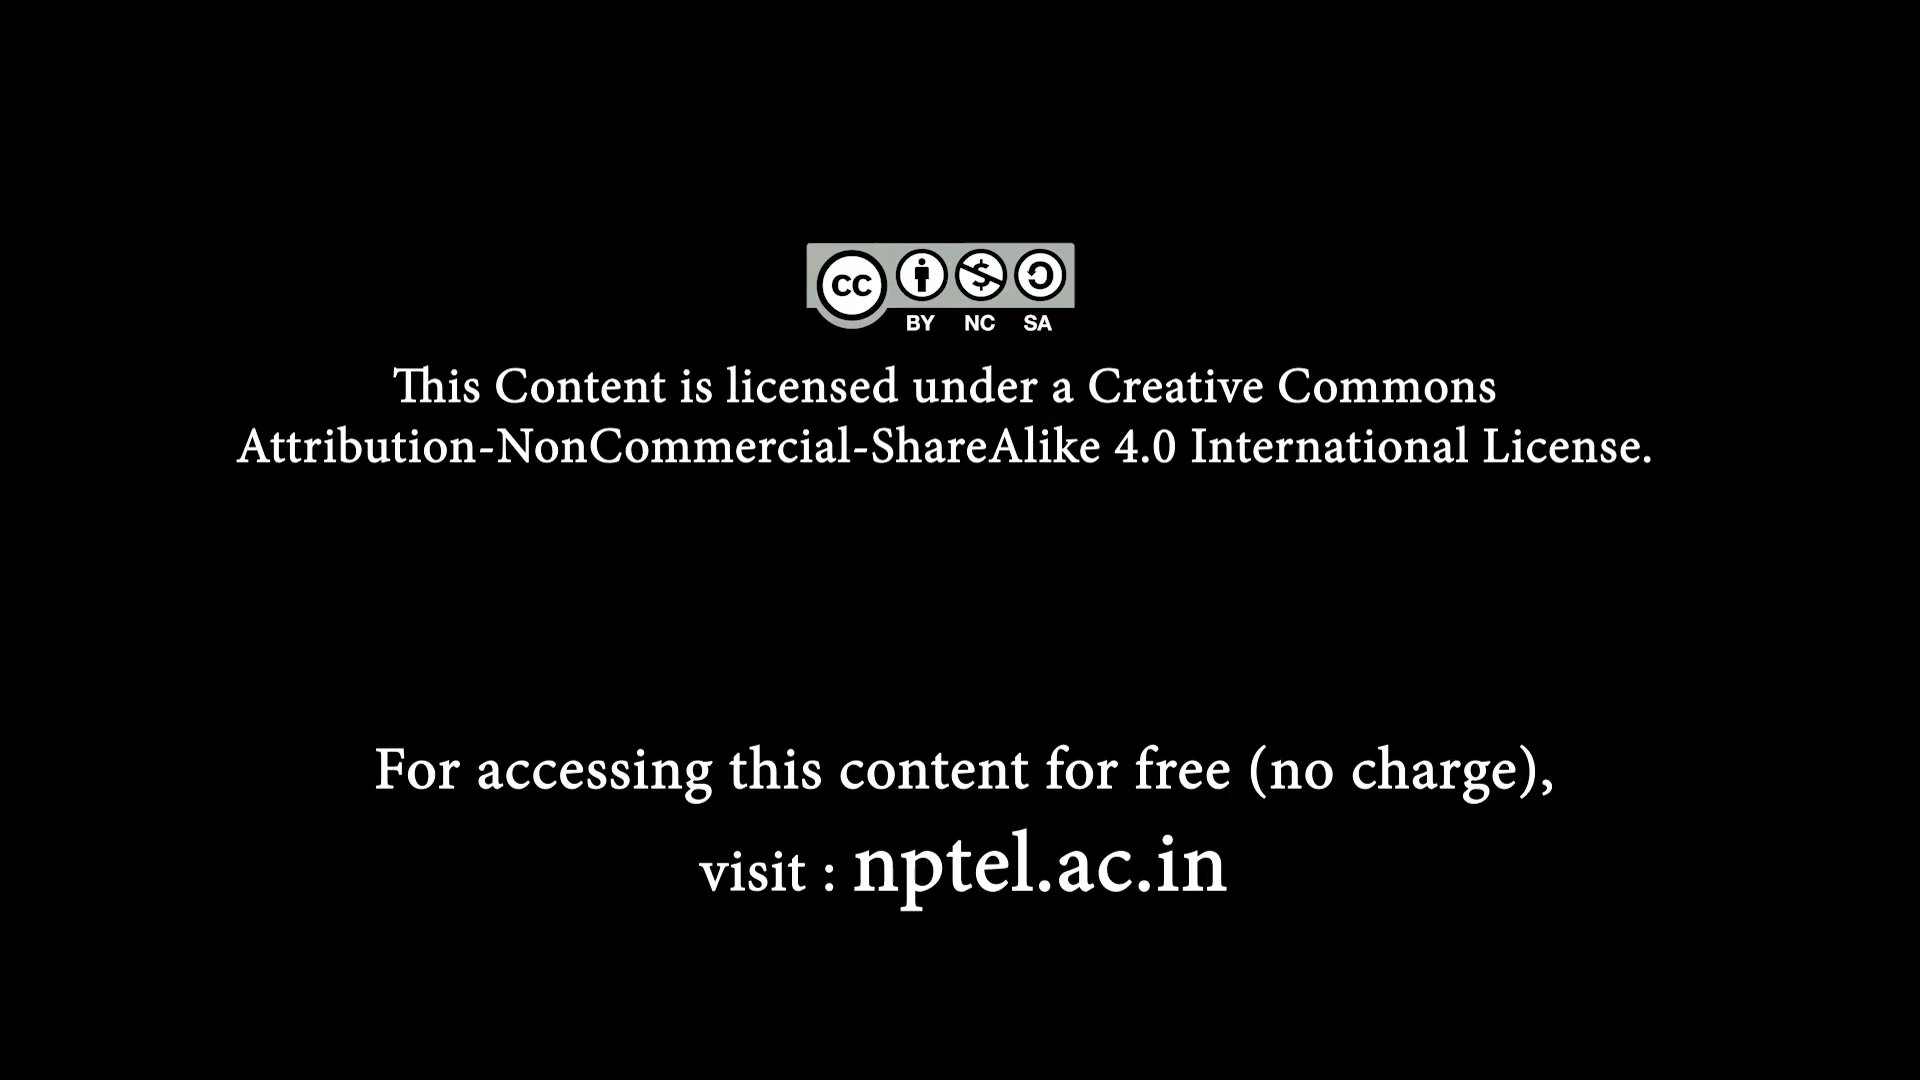 cc
BY NC SA
This Content is licensed under a Creative Commons
Attribution-NonCommercial-ShareAlike 4.0 International License.
For accessing this content for free (no charge),
visit : nptel.ac.in